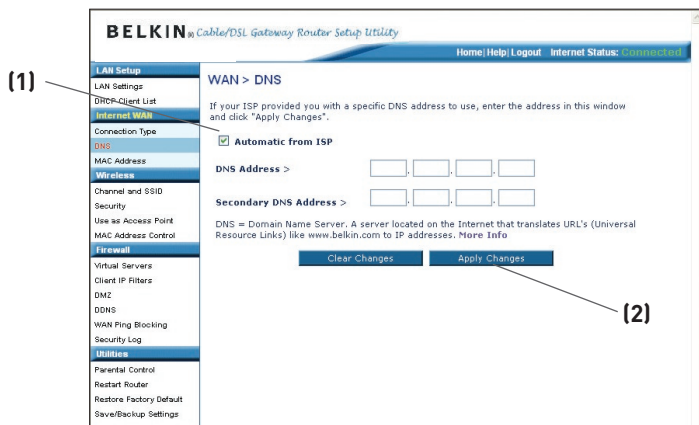 BELKIN® Cable/DSL Gateway Router Setup Utility
Home|Help|Logout Internet Status: Connected
(1)
LAN Setup
LAN Settings
DHCP Client List
Internet WAN
Connection Type
DNS
MAC Address
Wireless
Channel and SSID
Security
Use as Access Point
MAC Address Control
Firewall
Virtual Servers
Client IP Filters
DMZ
DDNS
WAN Ping Blocking
Security Log
Utilities
Parental Control
Restart Router
Restore Factory Default
Save/Backup Settings
WAN > DNS
If your ISP provided you with a specific DNS address to use, enter the address in this window
and click "Apply Changes".
Automatic from ISP
DNS Address > . . .
Secondary DNS Address > . . .
DNS = Domain Name Server. A server located on the Internet that translates URL's (Universal
Resource Links) like www.belkin.com to IP addresses. More Info
Clear Changes Apply Changes
(2)